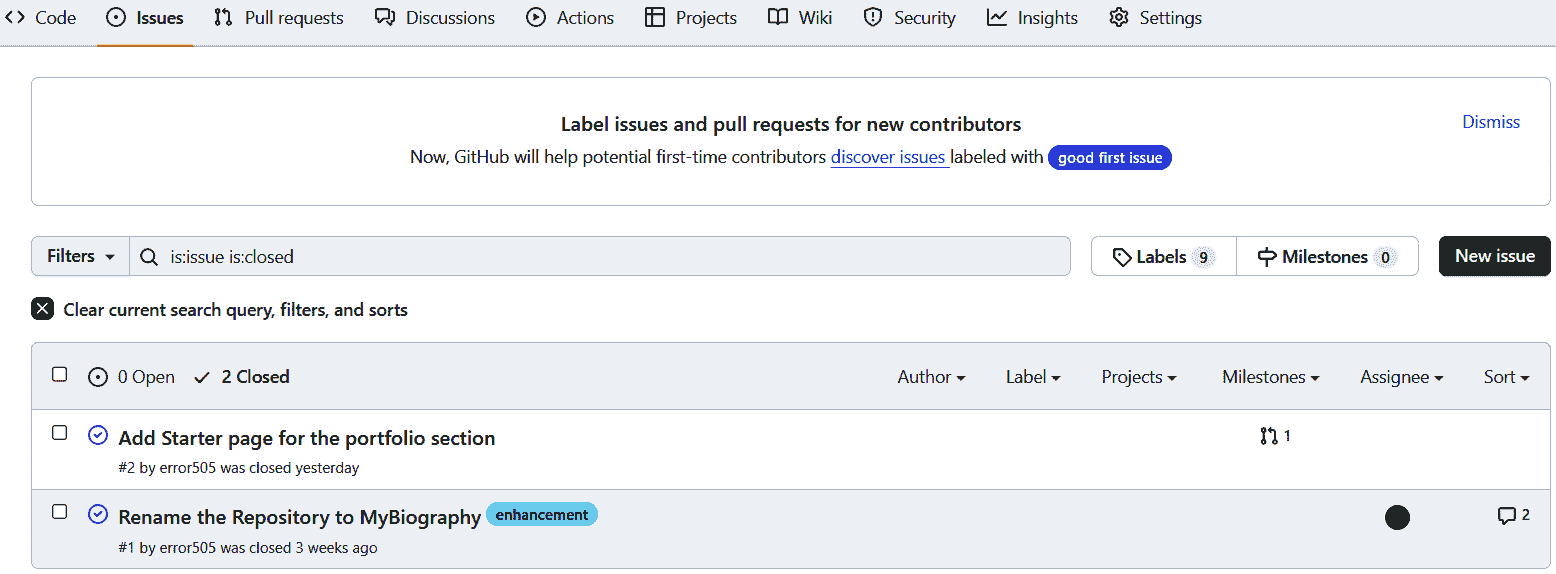 Code Issues Pull requests Discussions Actions Projects Wiki Security Insights Settings
Label issues and pull requests for new contributors
Dismiss
Now, GitHub will help potential first-time contributors discover issues labeled with good first issue
Filters is:issue is:closed Labels 9 Milestones 0 New issue
Clear current search query, filters, and sorts
0 Open 2 Closed Author Label Projects Milestones Assignee Sort
Add Starter page for the portfolio section 1
#2 by error505 was closed yesterday
Rename the Repository to MyBiography enhancement 2
#1 by error505 was closed 3 weeks ago